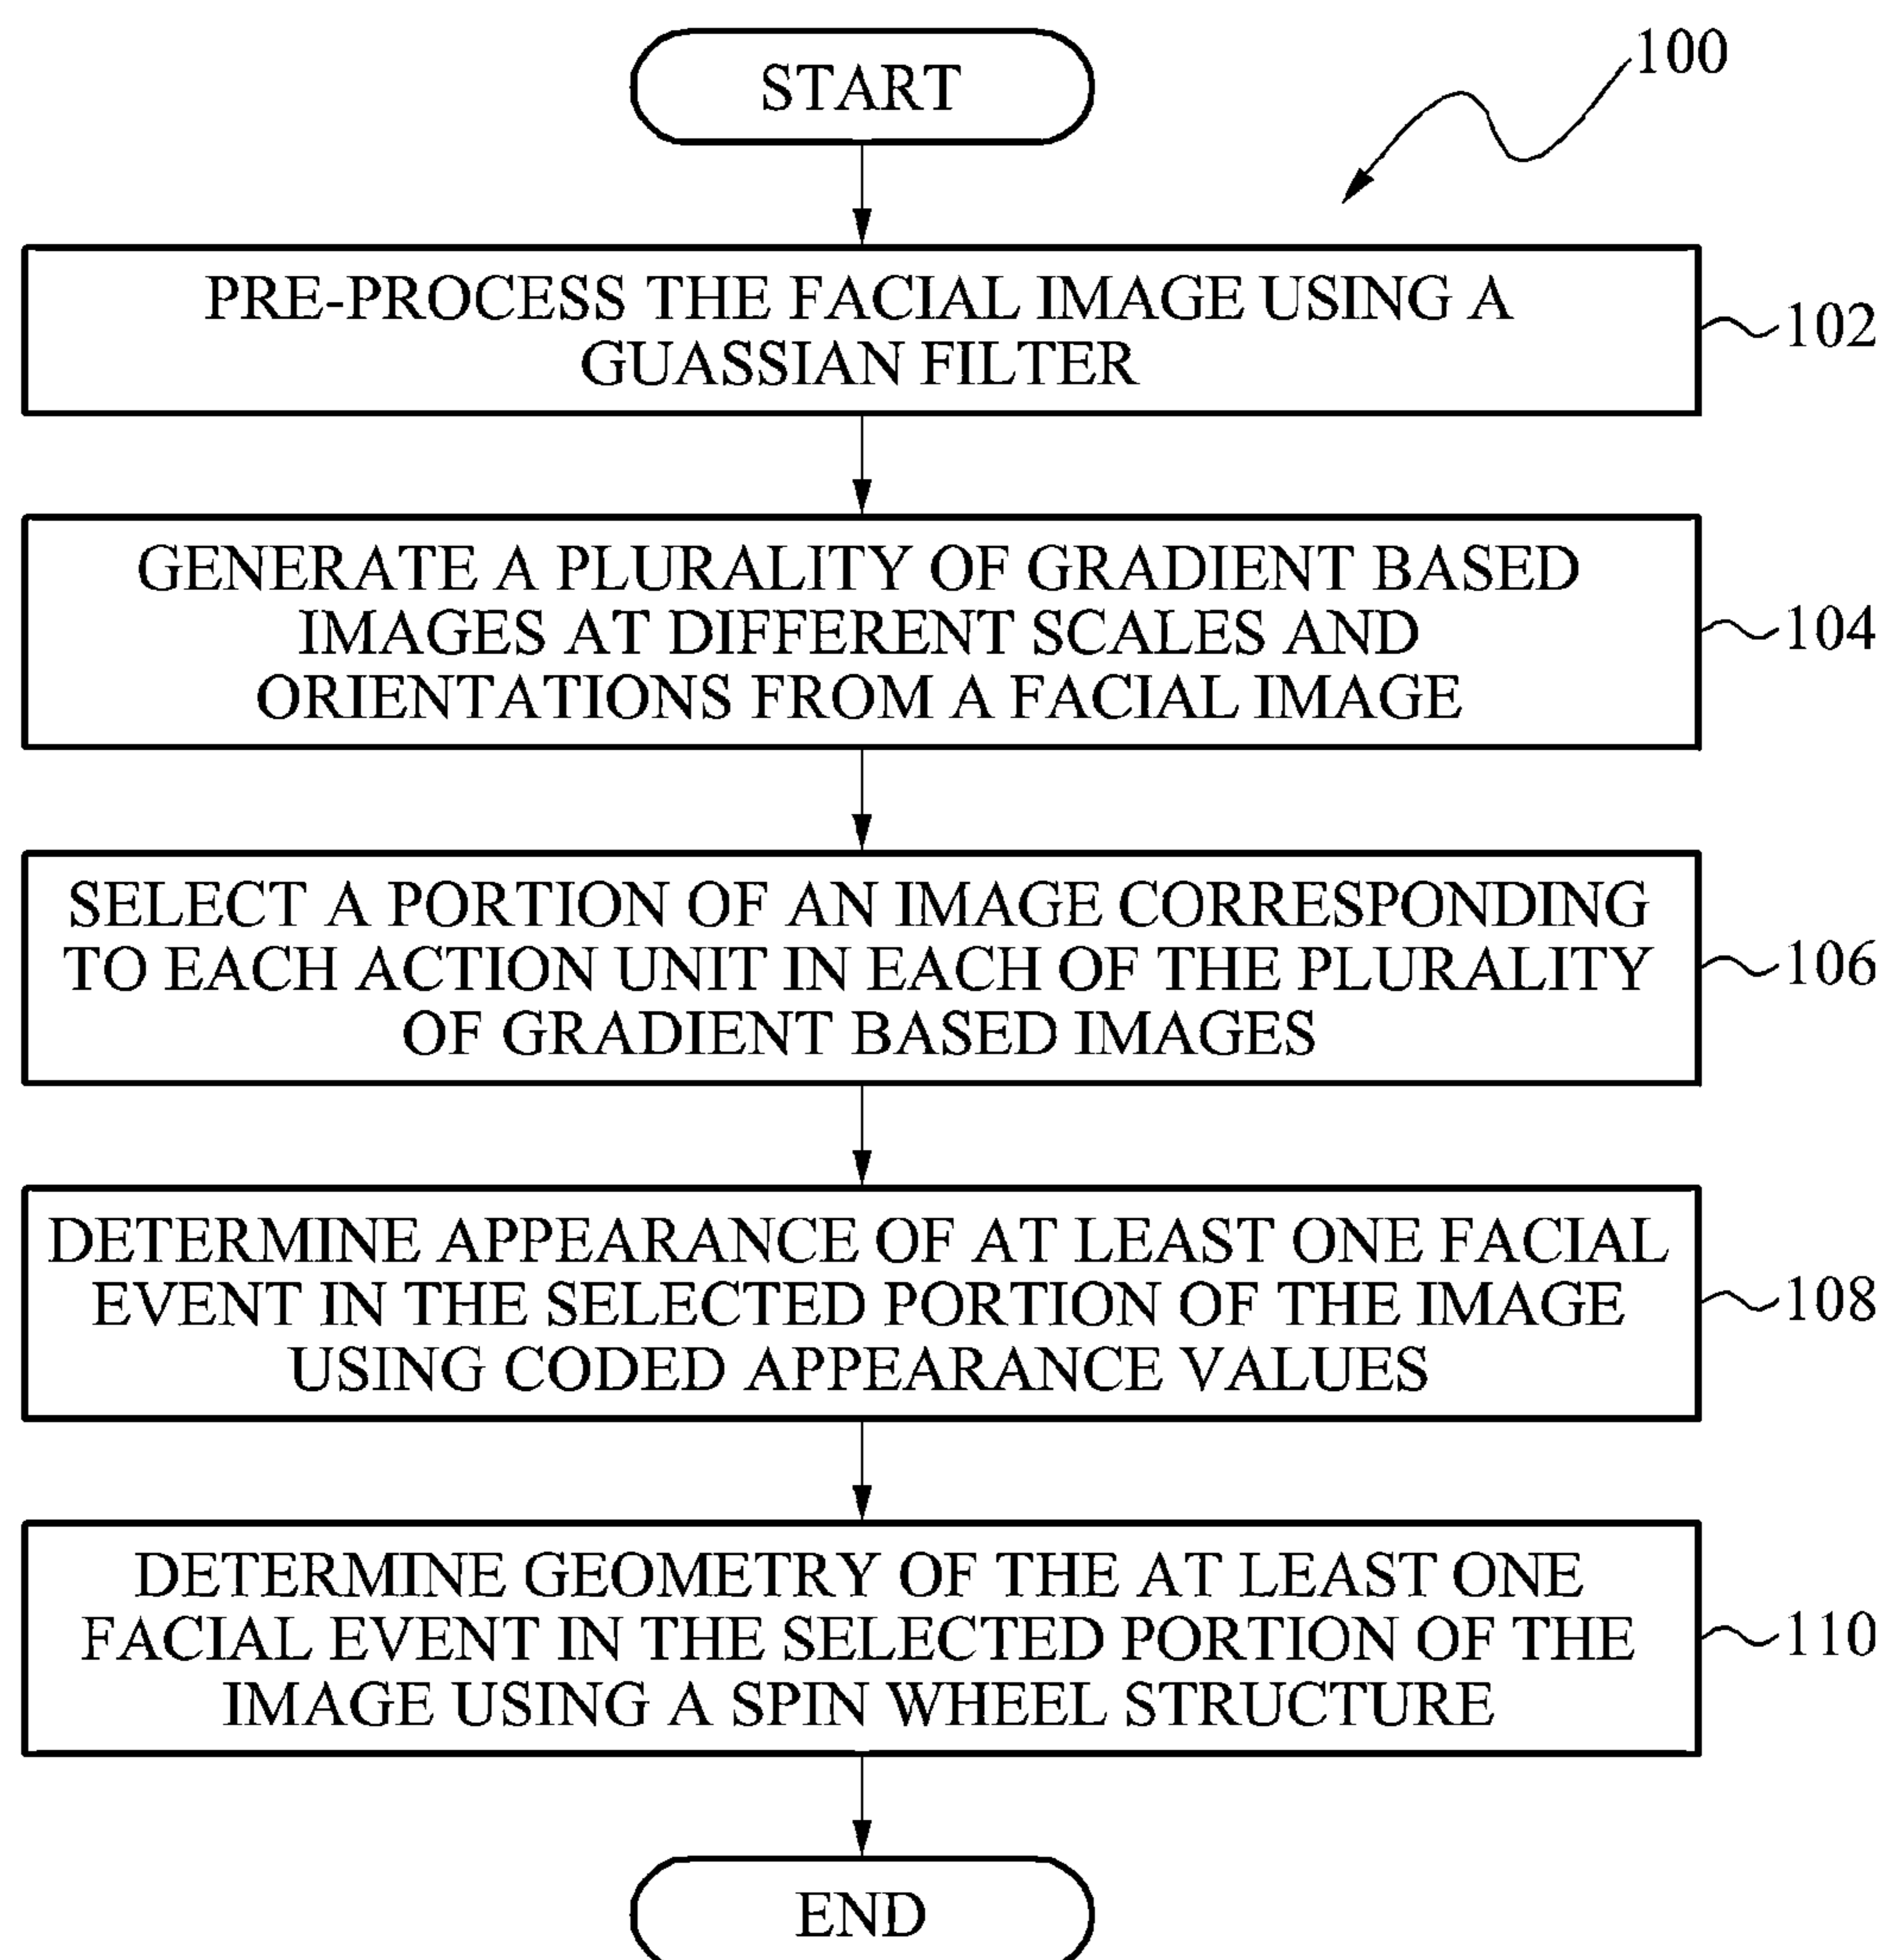 START
100
PRE-PROCESS THE FACIAL IMAGE USING A
GUASSIAN FILTER
102
GENERATE A PLURALITY OF GRADIENT BASED
IMAGES AT DIFFERENT SCALES AND
ORIENTATIONS FROM A FACIAL IMAGE
104
SELECT A PORTION OF AN IMAGE CORRESPONDING
TO EACH ACTION UNIT IN EACH OF THE PLURALITY
OF GRADIENT BASED IMAGES
106
DETERMINE APPEARANCE OF AT LEAST ONE FACIAL
EVENT IN THE SELECTED PORTION OF THE IMAGE
USING CODED APPEARANCE VALUES
108
DETERMINE GEOMETRY OF THE AT LEAST ONE
FACIAL EVENT IN THE SELECTED PORTION OF THE
IMAGE USING A SPIN WHEEL STRUCTURE
110
END